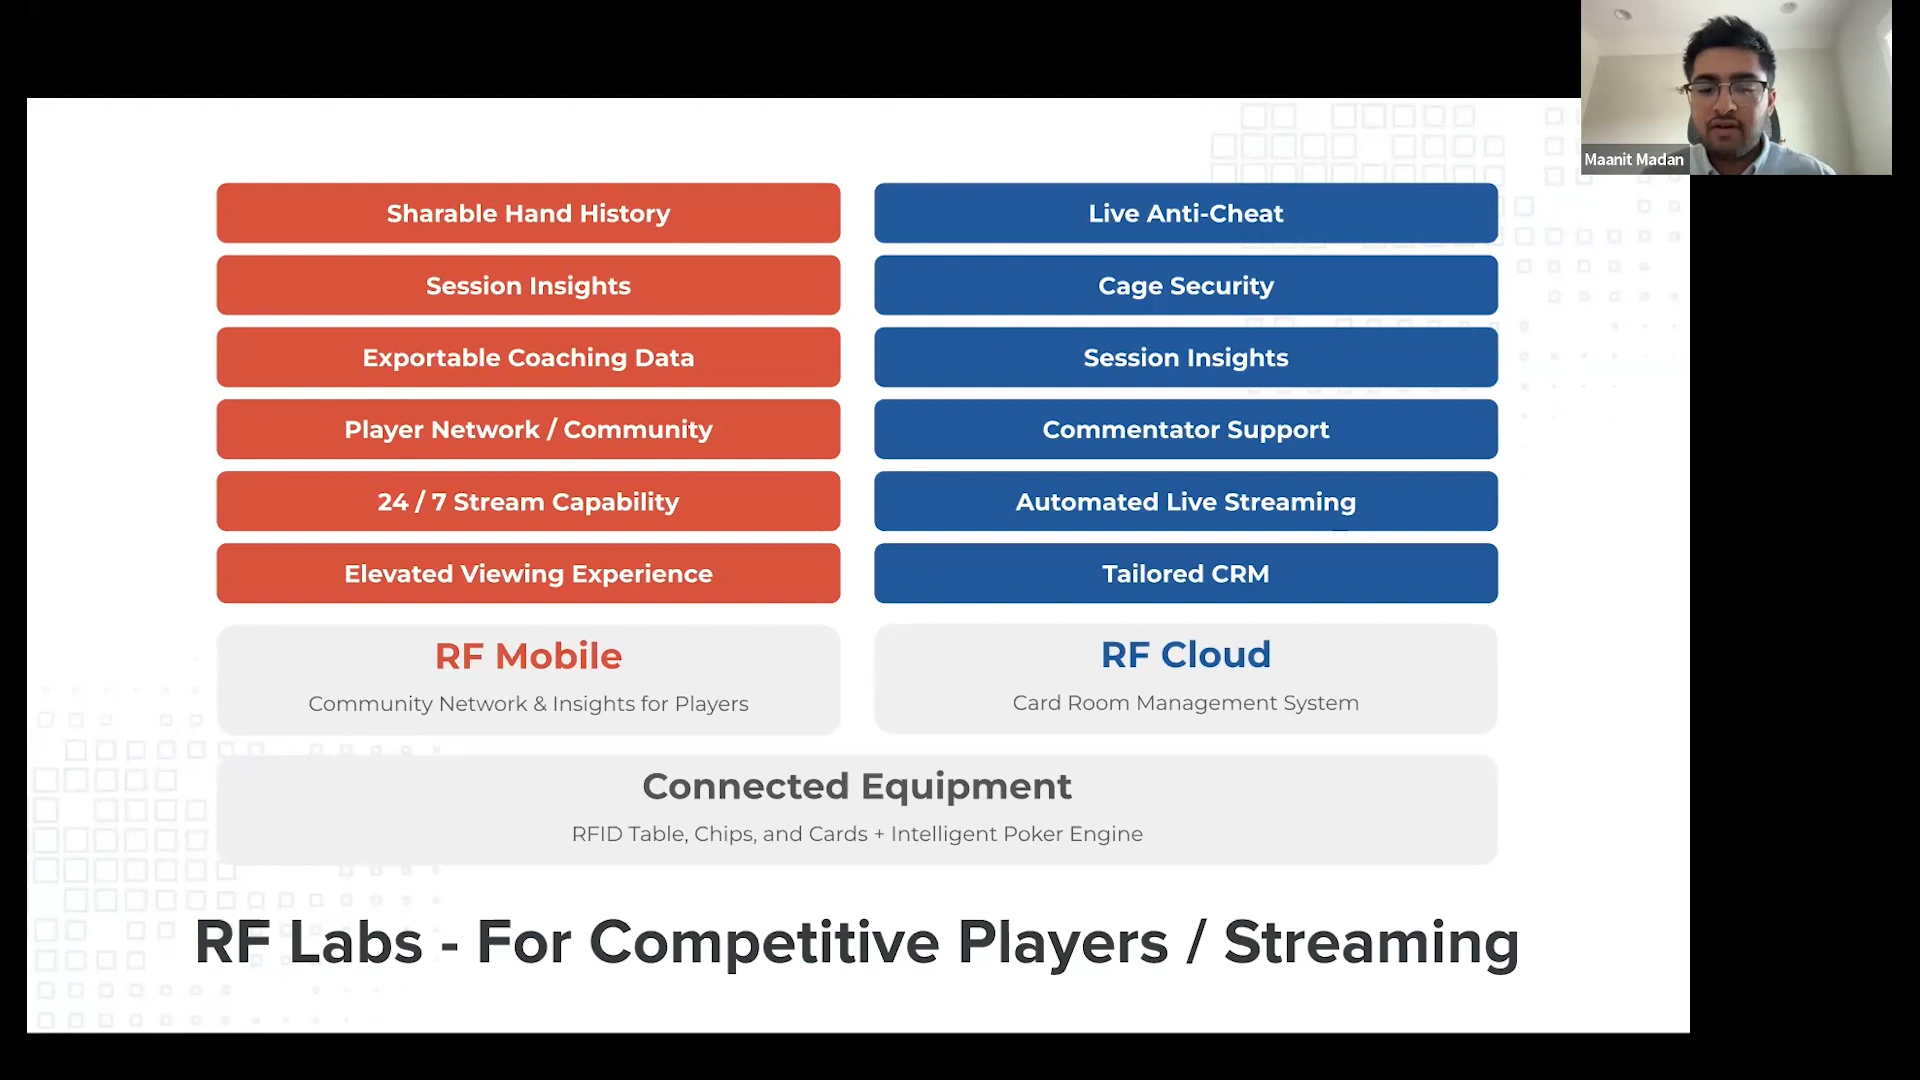 Maanit Madan
Sharable Hand History
Live Anti-Cheat
Session Insights
Cage Security
Exportable Coaching Data
Session Insights
Player Network / Community
Commentator Support
24 / 7 Stream Capability
Automated Live Streaming
Elevated Viewing Experience
Tailored CRM
RF Mobile
Community Network & Insights for Players
RF Cloud
Card Room Management System
Connected Equipment
RFID Table, Chips, and Cards + Intelligent Poker Engine
RF Labs - For Competitive Players / Streaming